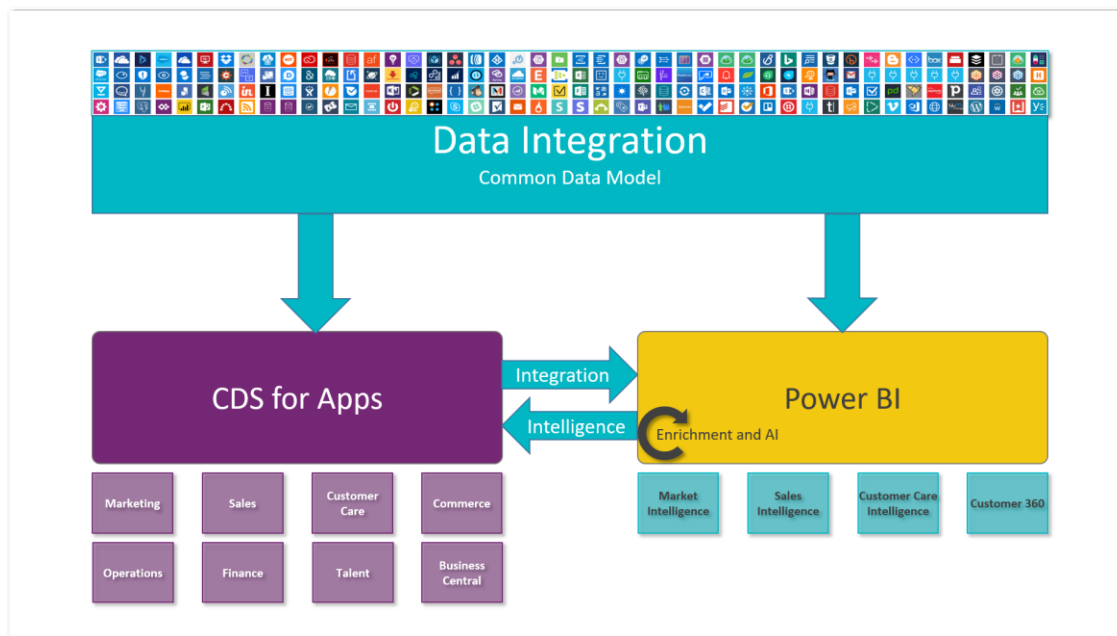 Data Integration
Common Data Model
CDS for Apps
Integration
Intelligence
Power BI
Enrichment and AI
Marketing
Sales
Customer
Care
Commerce
Operations
Finance
Talent
Business
Central
Market
Intelligence
Sales
Intelligence
Customer Care
Intelligence
Customer 360